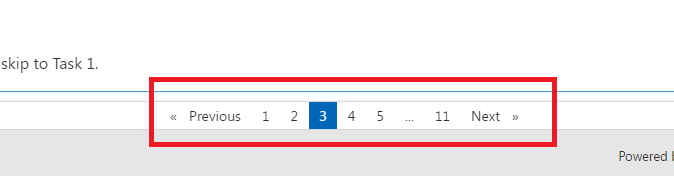 skip to Task 1.
« Previous 1 2 3 4 5 ... 11 Next »
Powered